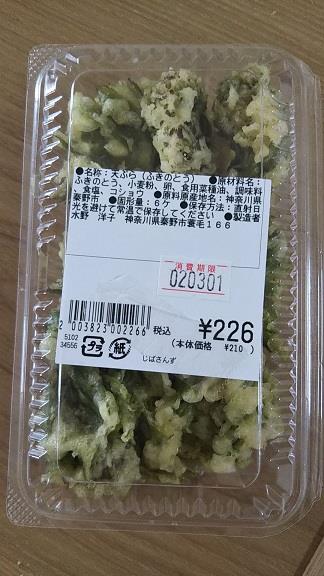 ●名称：天ぷら（ふきのとう）　●原材料名：
ふきのとう、小麦粉、卵、食用菜種油、調味料
、食塩、コショウ　●原料原産地名：神奈川県
秦野市　●固形量：６ケ　●保存方法：直射日
光を避けて常温で保存してください　●製造者
水野　洋子　神奈川県秦野市蓑毛１６６
消費期限
020301
2003823002266
税込
¥226
（本体価格　¥210）
5102
34556
プラ
紙
じばさんず